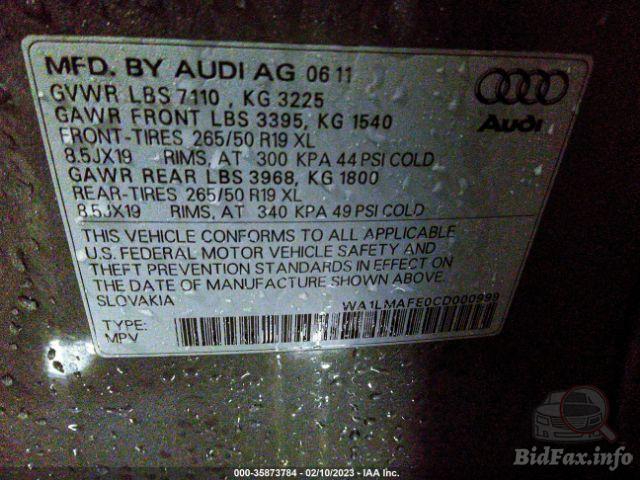 MFD. BY AUDI AG 06 11
GVWR LBS 7110 , KG 3225
GAWR FRONT LBS 3395, KG 1540
FRONT-TIRES 265/50 R19 XL
8.5JX19 RIMS, AT 300 KPA 44 PSI COLD
GAWR REAR LBS 3968, KG 1800
REAR-TIRES 265/50 R19 XL
8.5JX19 RIMS, AT 340 KPA 49 PSI COLD
Audi
THIS VEHICLE CONFORMS TO ALL APPLICABLE
U.S. FEDERAL MOTOR VEHICLE SAFETY AND
THEFT PREVENTION STANDARDS IN EFFECT ON
THE DATE OF MANUFACTURE SHOWN ABOVE.
SLOVAKIA
WA1LMAFE0CD000999
TYPE:
MPV
000-35873784 - 02/10/2023 - IAA Inc.
BidFax.info